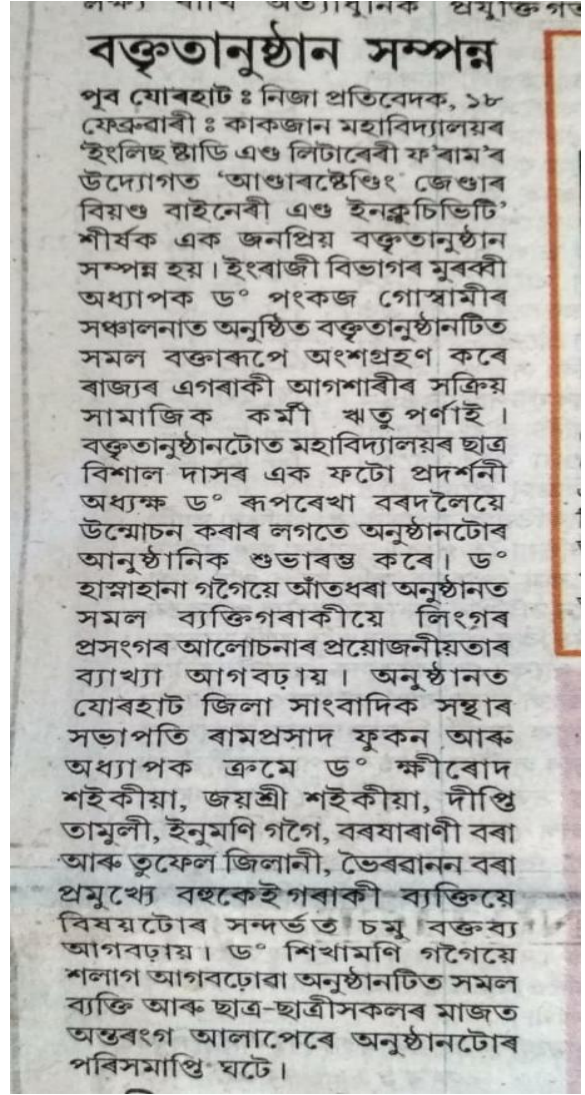 বক্তৃতানুষ্ঠান সম্পন্ন
পূব যোৰহাট ঃ নিজা প্ৰতিবেদক, ১৮
ফেব্ৰুৱাৰী ঃ কাকজান মহাবিদ্যালয়ৰ
‘ইংলিছ ষ্টাডি এণ্ড লিটাৰেৰী ফ’ৰাম’ৰ
উদ্যোগত ‘আণ্ডাৰষ্টেণ্ডিং জেণ্ডাৰ
বিয়ণ্ড বাইনেৰী এণ্ড ইনক্লুচিভিটি’
শীৰ্ষক এক জনপ্ৰিয় বক্তৃতানুষ্ঠান
সম্পন্ন হয়। ইংৰাজী বিভাগৰ মুৰব্বী
অধ্যাপক ড° পংকজ গোস্বামীৰ
সঞ্চালনাত অনুষ্ঠিত বক্তৃতানুষ্ঠানটিত
সমল বক্তাৰূপে অংশগ্ৰহণ কৰে
ৰাজ্যৰ এগৰাকী আগশাৰীৰ সক্ৰিয়
সামাজিক কৰ্মী ঋতুপৰ্ণাই।
বক্তৃতানুষ্ঠানটোত মহাবিদ্যালয়ৰ ছাত্ৰ
বিশাল দাসৰ এক ফটো প্ৰদৰ্শনী
অধ্যক্ষ ড° ৰূপৰেখা বৰদলৈয়ে
উন্মোচন কৰাৰ লগতে অনুষ্ঠানটোৰ
আনুষ্ঠানিক শুভাৰম্ভ কৰে। ড°
হাস্নাহানা গগৈয়ে আঁতধৰা অনুষ্ঠানত
সমল ব্যক্তিগৰাকীয়ে লিংগৰ
প্ৰসংগৰ আলোচনাৰ প্ৰয়োজনীয়তাৰ
ব্যাখ্যা আগবঢ়ায়। অনুষ্ঠানত
যোৰহাট জিলা সাংবাদিক সন্থাৰ
সভাপতি ৰামপ্ৰসাদ ফুকন আৰু
অধ্যাপক ক্ৰমে ড° ক্ষীৰোদ
শইকীয়া, জয়শ্ৰী শইকীয়া, দীপ্তি
তামুলী, ইনুমণি গগৈ, বৰষাৰাণী বৰা
আৰু তুফেল জিলানী, ভৈৰৱানন বৰা
প্ৰমুখ্যে বহুকেইগৰাকী ব্যক্তিয়ে
বিষয়টোৰ সন্দৰ্ভত চমু বক্তব্য
আগবঢ়ায়। ড° শিখামণি গগৈয়ে
শলাগ আগবঢ়োৱা অনুষ্ঠানটিত সমল
ব্যক্তি আৰু ছাত্ৰ-ছাত্ৰীসকলৰ মাজত
অন্তৰংগ আলাপেৰে অনুষ্ঠানটোৰ
পৰিসমাপ্তি ঘটে।